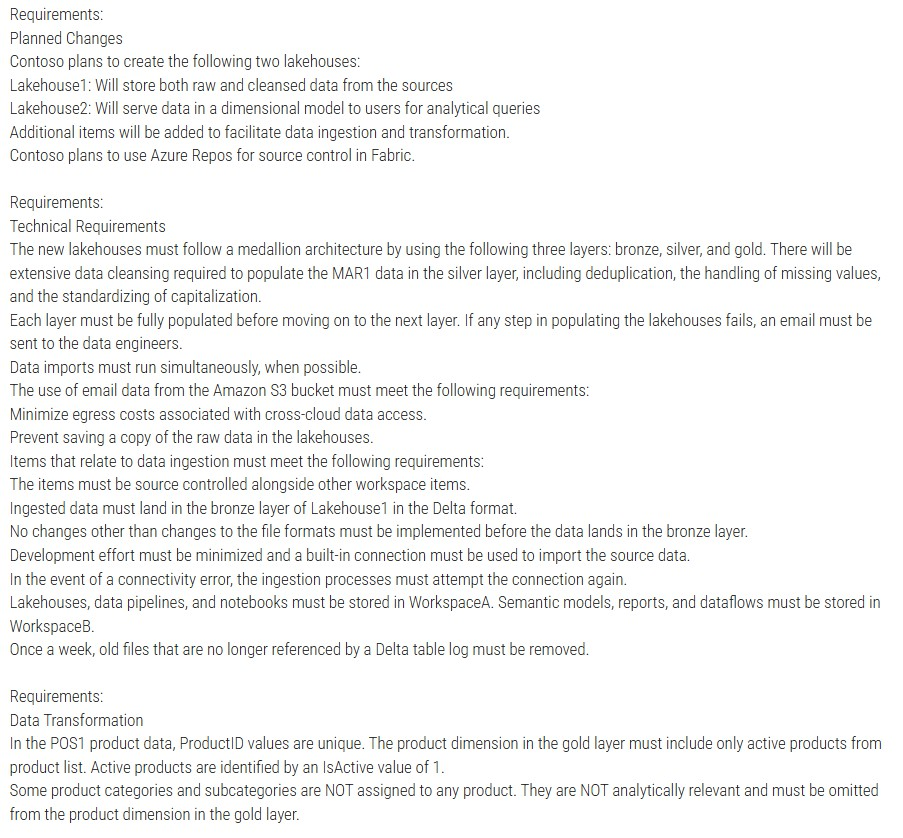 Requirements:
Planned Changes
Contoso plans to create the following two lakehouses:
Lakehouse1: Will store both raw and cleansed data from the sources
Lakehouse2: Will serve data in a dimensional model to users for analytical queries
Additional items will be added to facilitate data ingestion and transformation.
Contoso plans to use Azure Repos for source control in Fabric.

Requirements:
Technical Requirements
The new lakehouses must follow a medallion architecture by using the following three layers: bronze, silver, and gold. There will be
extensive data cleansing required to populate the MAR1 data in the silver layer, including deduplication, the handling of missing values,
and the standardizing of capitalization.
Each layer must be fully populated before moving on to the next layer. If any step in populating the lakehouses fails, an email must be
sent to the data engineers.
Data imports must run simultaneously, when possible.
The use of email data from the Amazon S3 bucket must meet the following requirements:
Minimize egress costs associated with cross-cloud data access.
Prevent saving a copy of the raw data in the lakehouses.
Items that relate to data ingestion must meet the following requirements:
The items must be source controlled alongside other workspace items.
Ingested data must land in the bronze layer of Lakehouse1 in the Delta format.
No changes other than changes to the file formats must be implemented before the data lands in the bronze layer.
Development effort must be minimized and a built-in connection must be used to import the source data.
In the event of a connectivity error, the ingestion processes must attempt the connection again.
Lakehouses, data pipelines, and notebooks must be stored in WorkspaceA. Semantic models, reports, and dataflows must be stored in
WorkspaceB.
Once a week, old files that are no longer referenced by a Delta table log must be removed.

Requirements:
Data Transformation
In the POS1 product data, ProductID values are unique. The product dimension in the gold layer must include only active products from
product list. Active products are identified by an IsActive value of 1.
Some product categories and subcategories are NOT assigned to any product. They are NOT analytically relevant and must be omitted
from the product dimension in the gold layer.